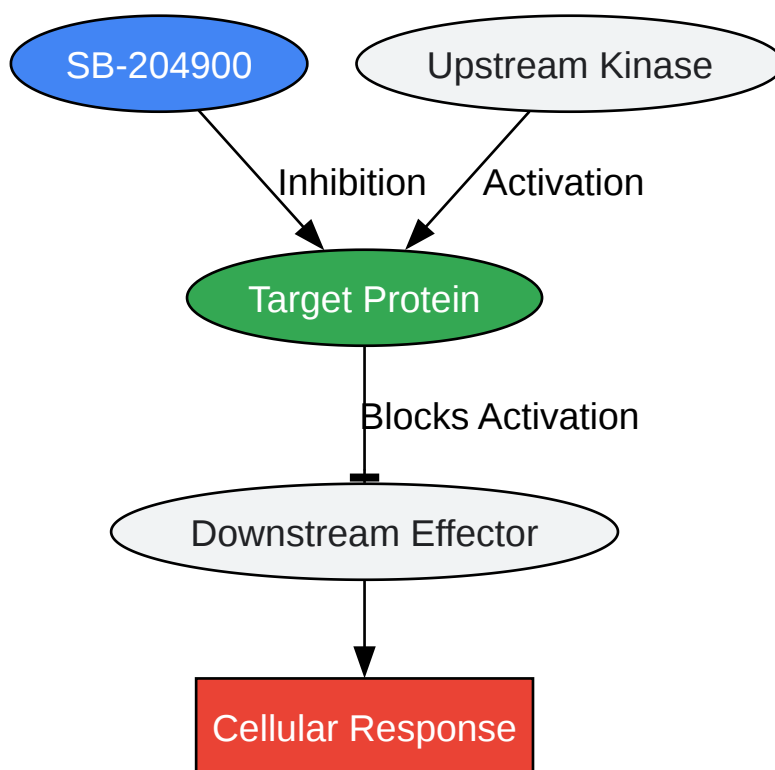 SB-204900
Upstream Kinase
Inhibition
Activation
Target Protein
Blocks Activation
Downstream Effector
Cellular Response